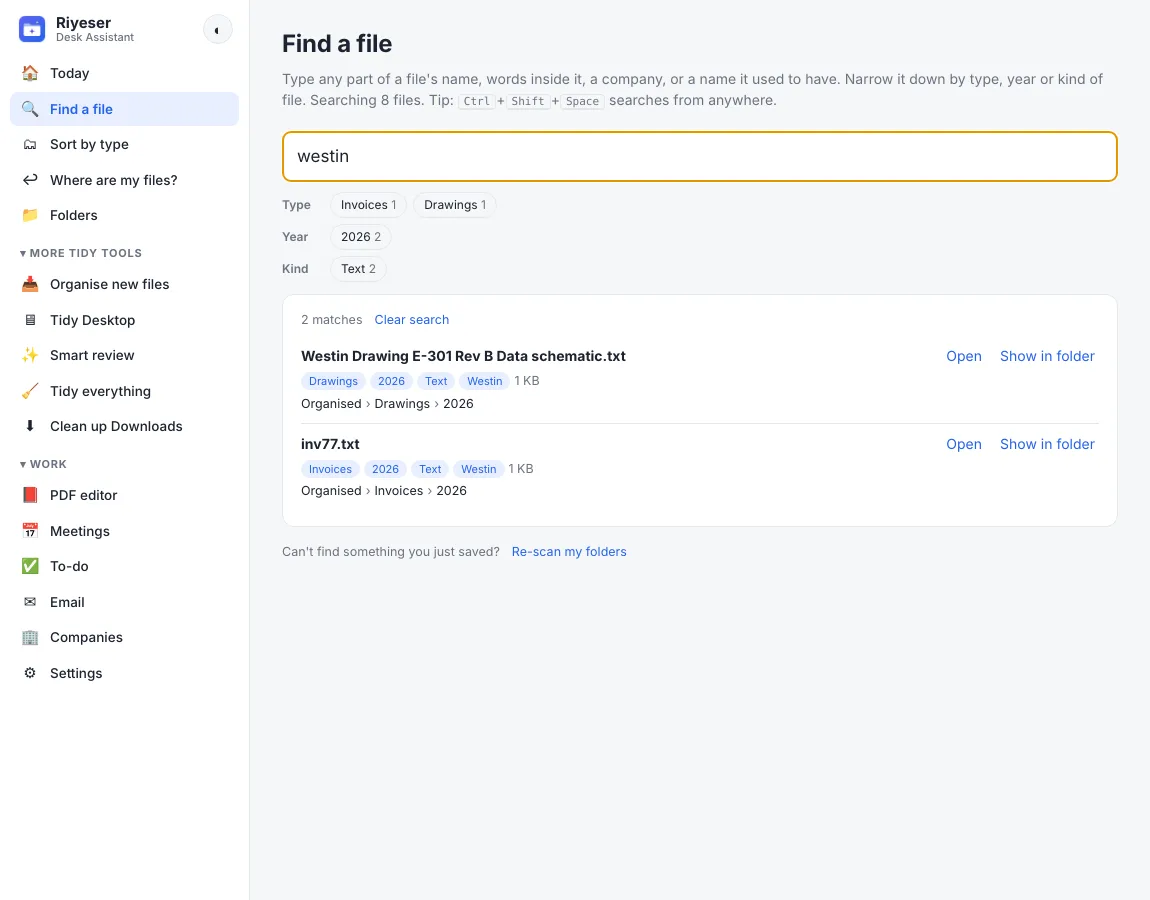 Riyeser
Desk Assistant
Today
Find a file
Sort by type
Where are my files?
Folders
▾ MORE TIDY TOOLS
Organise new files
Tidy Desktop
Smart review
Tidy everything
Clean up Downloads
▾ WORK
PDF editor
Meetings
To-do
Email
Companies
Settings
Find a file
Type any part of a file's name, words inside it, a company, or a name it used to have. Narrow it down by type, year or kind of
file. Searching 8 files. Tip: Ctrl + Shift + Space searches from anywhere.
westin
Type Invoices 1 Drawings 1
Year 2026 2
Kind Text 2
2 matches Clear search
Westin Drawing E-301 Rev B Data schematic.txt Open Show in folder
Drawings 2026 Text Westin 1 KB
Organised › Drawings › 2026
inv77.txt Open Show in folder
Invoices 2026 Text Westin 1 KB
Organised › Invoices › 2026
Can't find something you just saved? Re-scan my folders